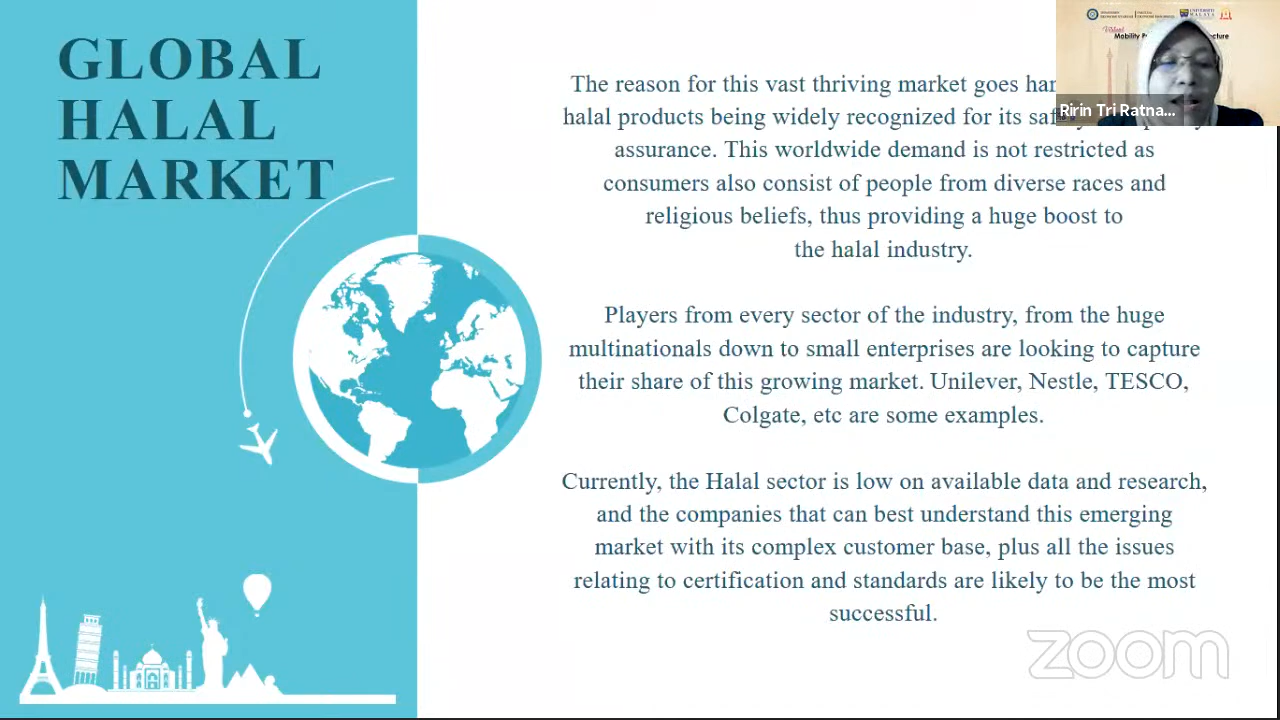 GLOBAL
HALAL
MARKET
UNIVERSITI
MALAYA
Virtual
Ririn Tri Ratna...
The reason for this vast thriving market goes
halal products being widely recognized for its
assurance. This worldwide demand is not restricted as
consumers also consist of people from diverse races and
religious beliefs, thus providing a huge boost to
the halal industry.
Players from every sector of the industry, from the huge
multinationals down to small enterprises are looking to capture
their share of this growing market. Unilever, Nestle, TESCO,
Colgate, etc are some examples.
Currently, the Halal sector is low on available data and research,
and the companies that can best understand this emerging
market with its complex customer base, plus all the issues
relating to certification and standards are likely to be the most
successful.
zoom